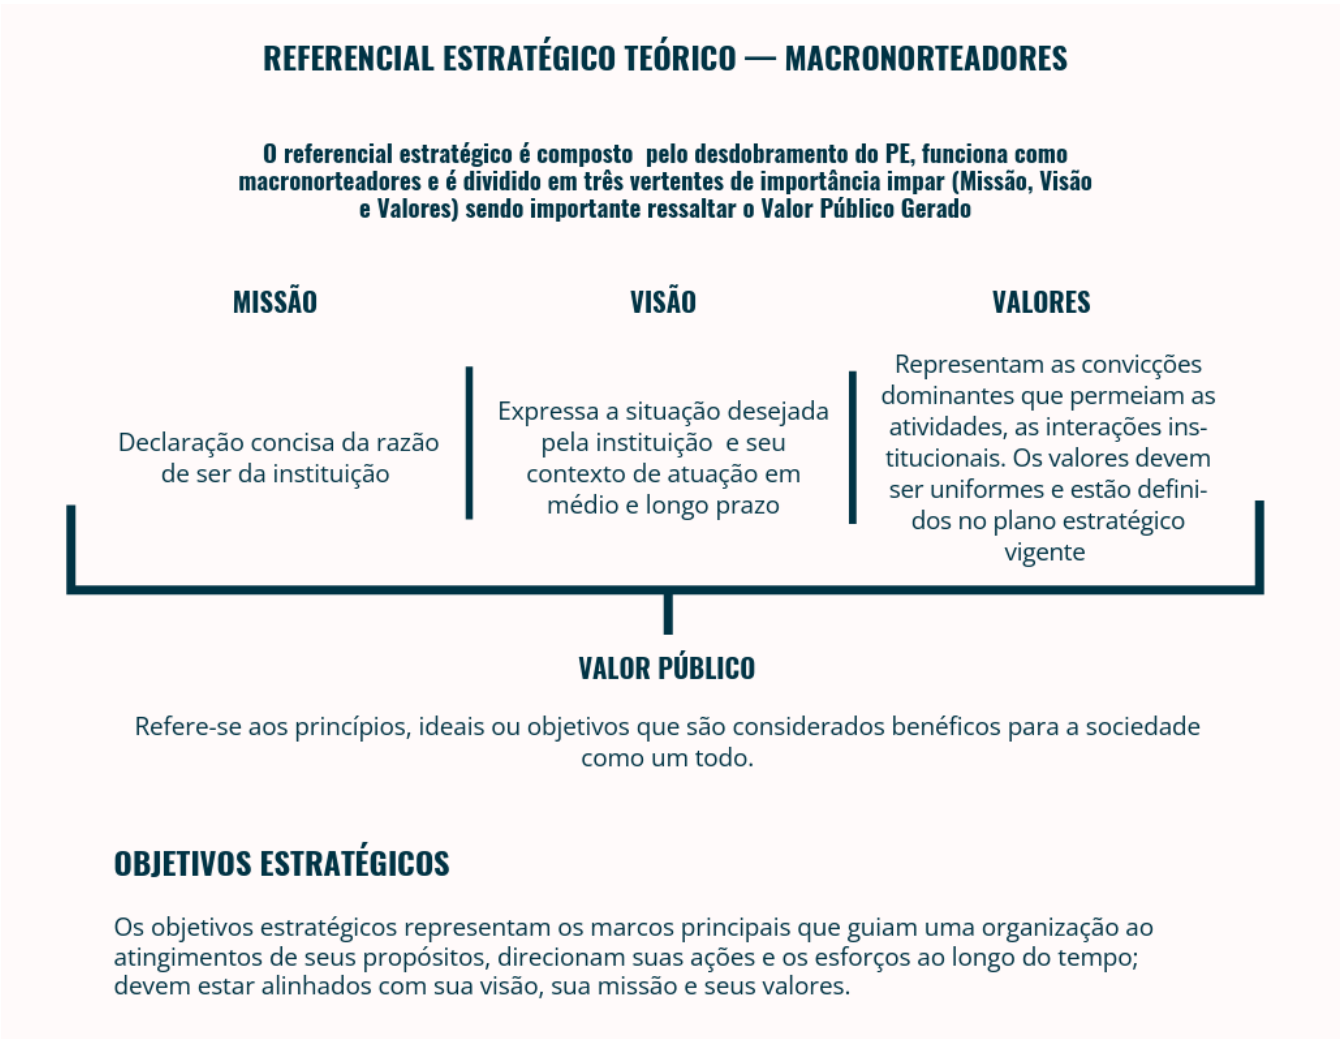 REFERENCIAL ESTRATÉGICO TEÓRICO — MACRONORTEADORES
O referencial estratégico é composto  pelo desdobramento do PE, funciona como
macronorteadores e é dividido em três vertentes de importância impar (Missão, Visão
e Valores) sendo importante ressaltar o Valor Público Gerado
MISSÃO
Declaração concisa da razão
de ser da instituição
VISÃO
Expressa a situação desejada
pela instituição  e seu
contexto de atuação em
médio e longo prazo
VALORES
Representam as convicções
dominantes que permeiam as
atividades, as interações ins-
titucionais. Os valores devem
ser uniformes e estão defini-
dos no plano estratégico
vigente
VALOR PÚBLICO
Refere-se aos princípios, ideais ou objetivos que são considerados benéficos para a sociedade
como um todo.
OBJETIVOS ESTRATÉGICOS
Os objetivos estratégicos representam os marcos principais que guiam uma organização ao
atingimentos de seus propósitos, direcionam suas ações e os esforços ao longo do tempo;
devem estar alinhados com sua visão, sua missão e seus valores.